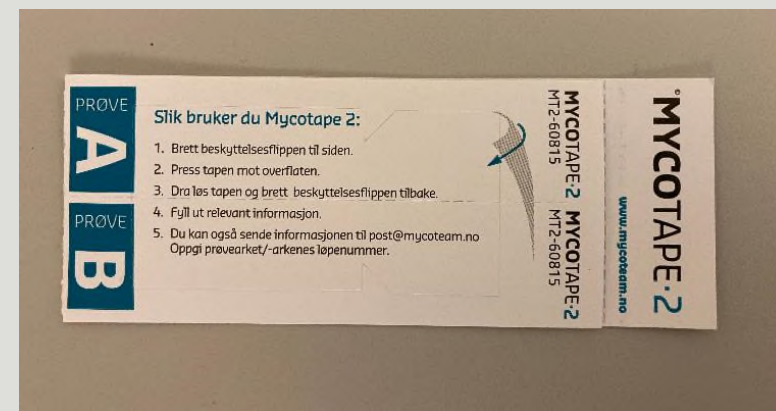 PRØVE
A
PRØVE
B
Slik bruker du Mycotape 2:
1. Brett beskyttelsesflippen til siden.
2. Press tapen mot overflaten.
3. Dra løs tapen og brett beskyttelsesflippen tilbake.
4. Fyll ut relevant informasjon.
5. Du kan også sende informasjonen til post@mycoteam.no
Oppgi prøvearket/-arkenes løpenummer.
MYCOTAPE·2
MT2-60815
MYCOTAPE·2
MT2-60815
°MYCOTAPE·2
www.mycoteam.no